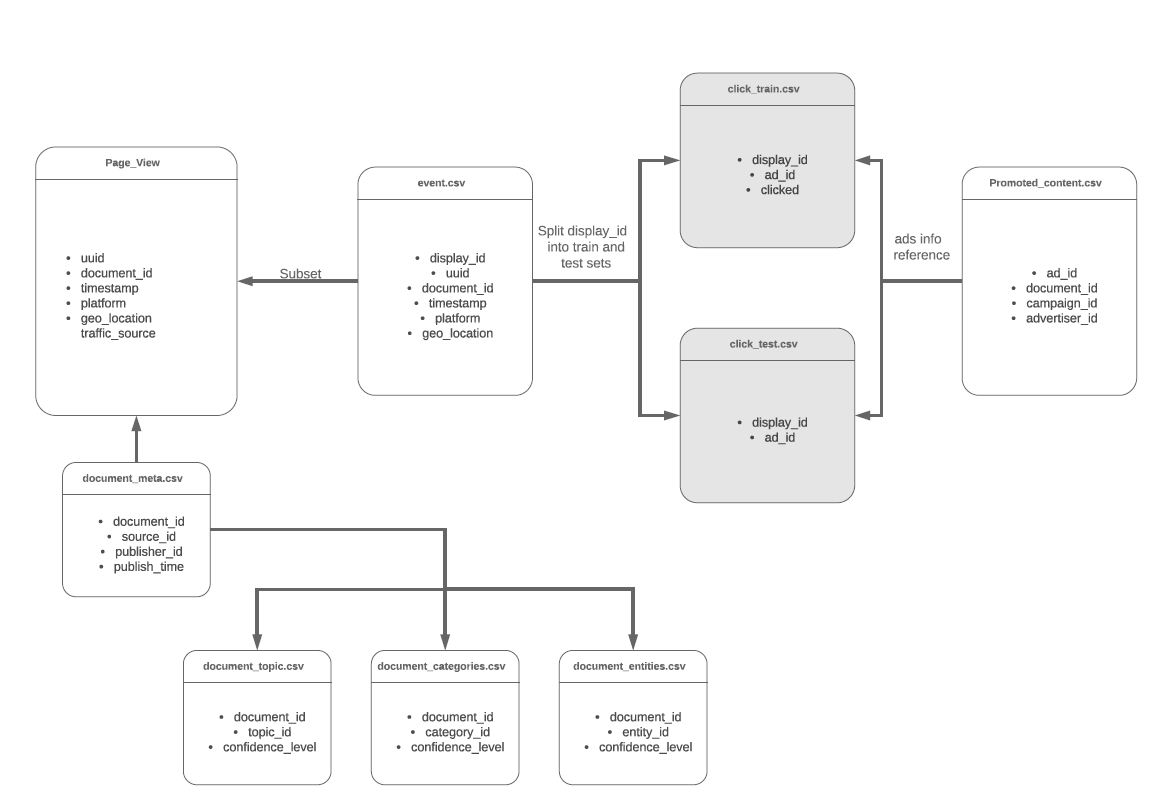 click_train.csv
• display_id
• ad_id
• clicked
Page_View
• uuid
• document_id
• timestamp
• platform
• geo_location
traffic_source
Subset
event.csv
• display_id
• uuid
• document_id
• timestamp
• platform
• geo_location
Split display_id
into train and
test sets
ads info
reference
Promoted_content.csv
• ad_id
• document_id
• campaign_id
• advertiser_id
click_test.csv
• display_id
• ad_id
document_meta.csv
• document_id
• source_id
• publisher_id
• publish_time
document_topic.csv
• document_id
• topic_id
• confidence_level
document_categories.csv
• document_id
• category_id
• confidence_level
document_entities.csv
• document_id
• entity_id
• confidence_level